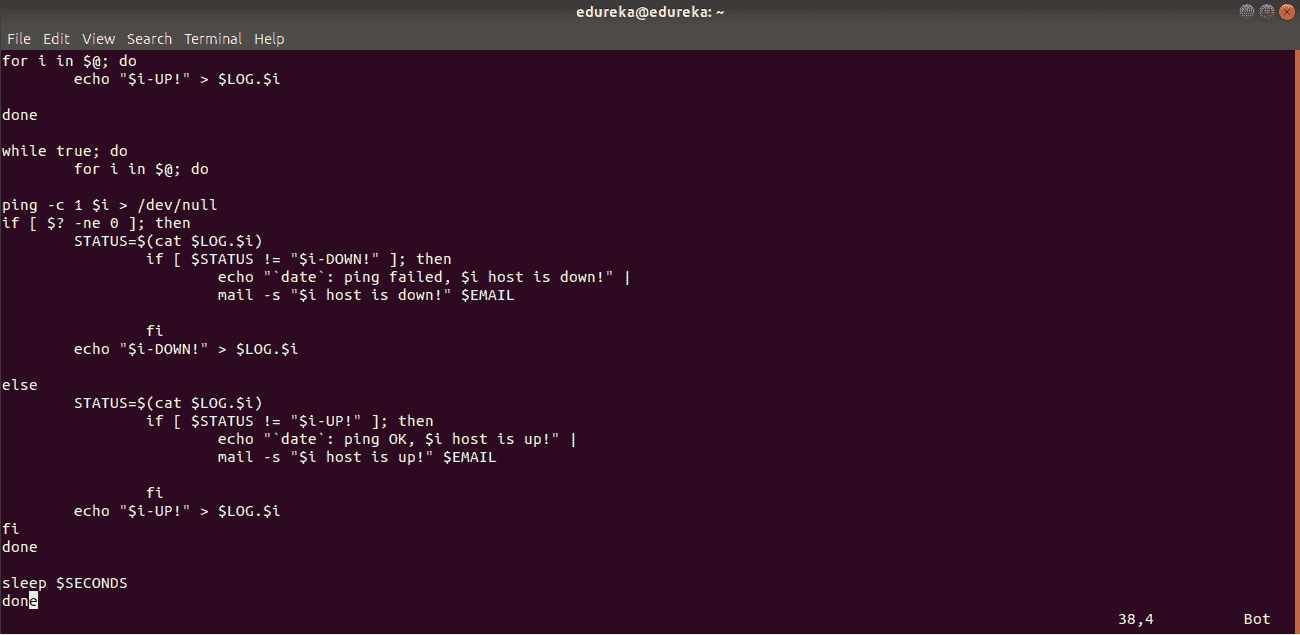 edureka@edureka: ~
File Edit View Search Terminal Help
for i in $@; do
        echo "$i-UP!" > $LOG.$i

done

while true; do
        for i in $@; do

ping -c 1 $i > /dev/null
if [ $? -ne 0 ]; then
        STATUS=$(cat $LOG.$i)
                if [ $STATUS != "$i-DOWN!" ]; then
                        echo "`date`: ping failed, $i host is down!" |
                        mail -s "$i host is down!" $EMAIL

                fi
        echo "$i-DOWN!" > $LOG.$i

else
        STATUS=$(cat $LOG.$i)
                if [ $STATUS != "$i-UP!" ]; then
                        echo "`date`: ping OK, $i host is up!" |
                        mail -s "$i host is up!" $EMAIL

                fi
        echo "$i-UP!" > $LOG.$i
fi
done

sleep $SECONDS
done
38,4 Bot